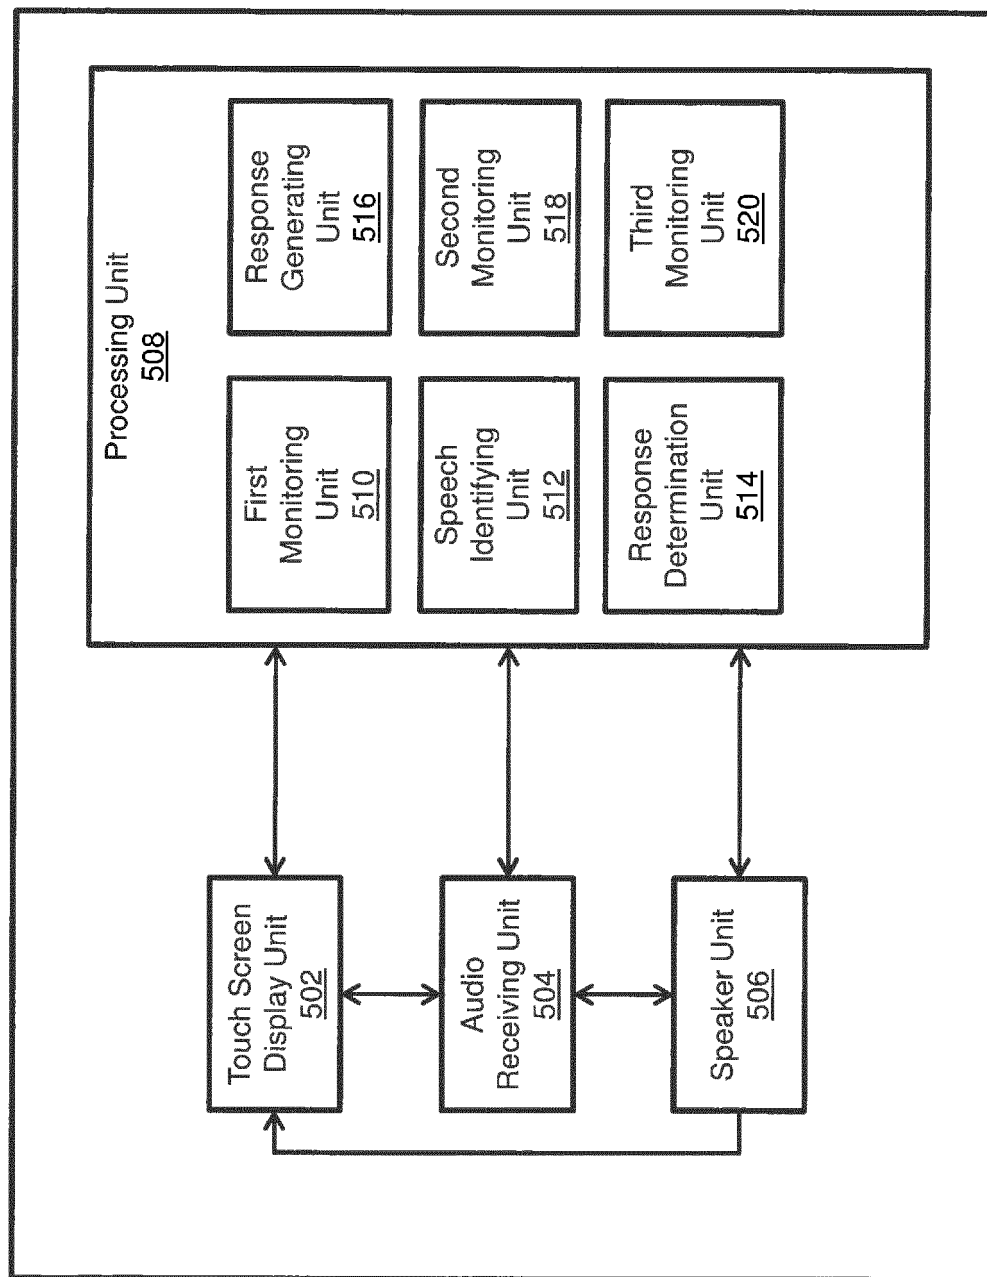 Processing Unit
508
First
Monitoring
Unit
510
Response
Generating
Unit
516
Speech
Identifying
Unit
512
Second
Monitoring
Unit
518
Response
Determination
Unit
514
Third
Monitoring
Unit
520
Touch Screen
Display Unit
502
Audio
Receiving Unit
504
Speaker Unit
506